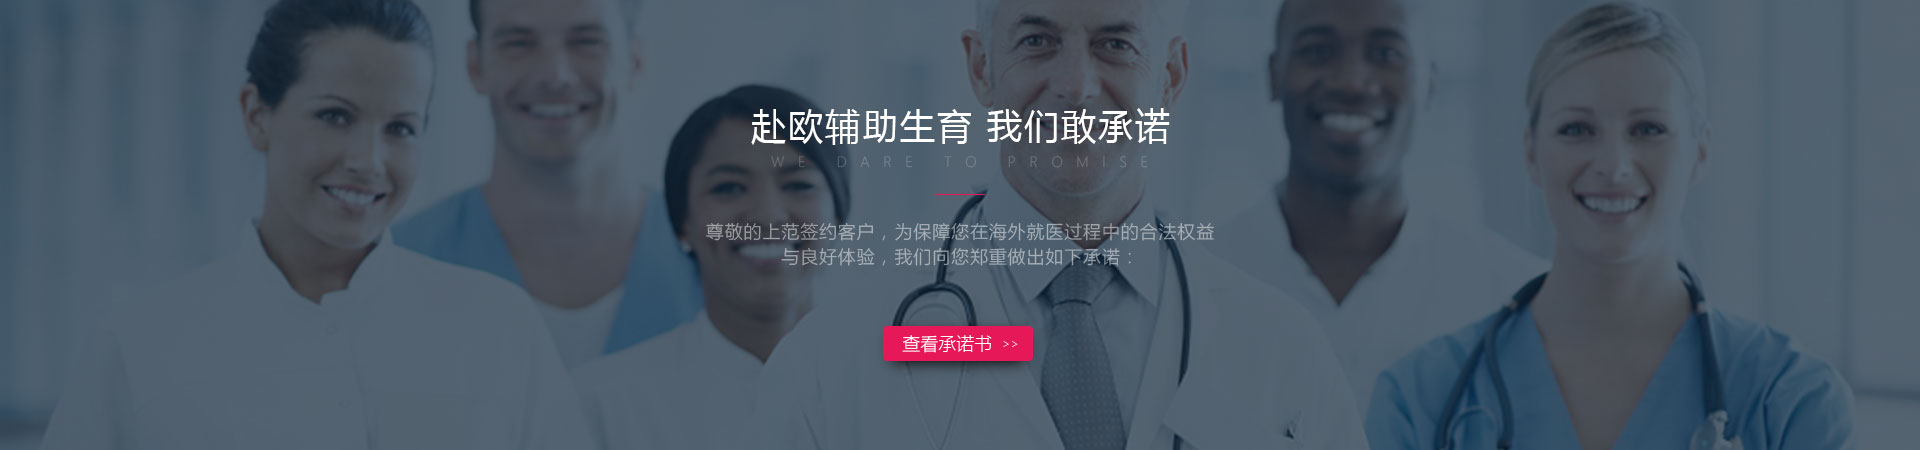 赴欧辅助生育 我们敢承诺
WE DARE TO PROMISE
尊敬的上范签约客户，为保障您在海外就医过程中的合法权益
与良好体验，我们向您郑重做出如下承诺：
查看承诺书 >>